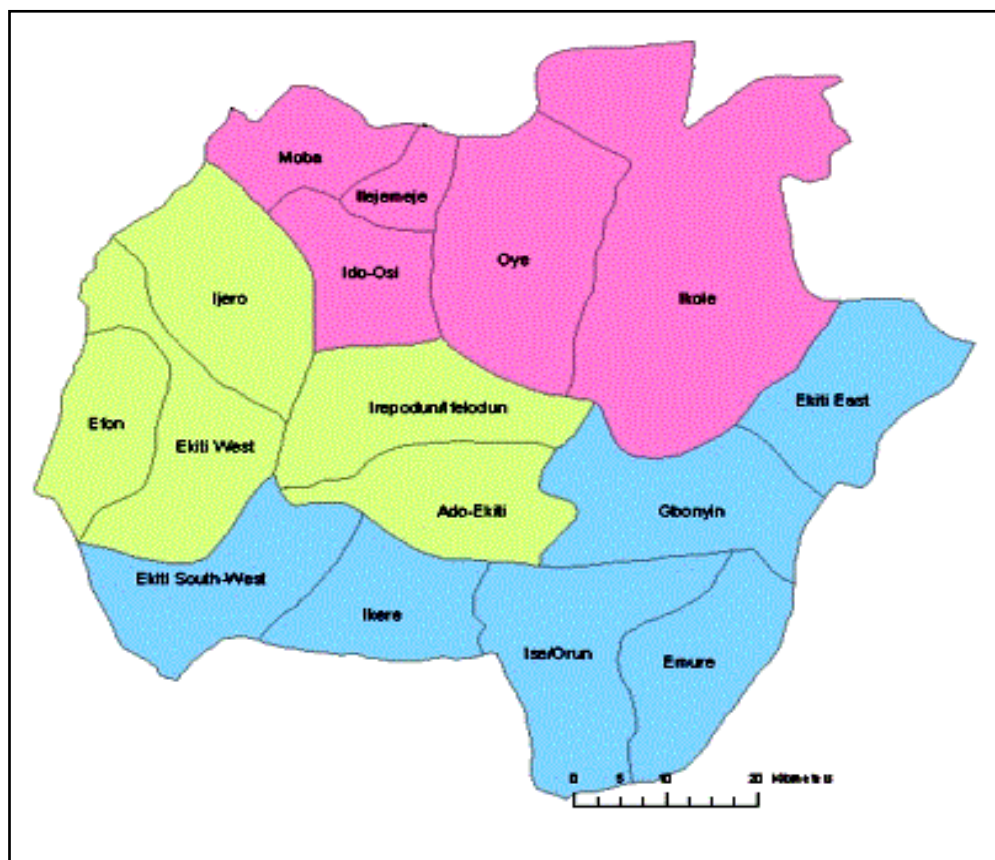 Moba
Ilejemeje
Oye
Ido-Osi
Ijero
Ikole
Ekiti East
Irepodun/Ifelodun
Efon
Ekiti West
Ado-Ekiti
Gbonyin
Ekiti South-West
Ikere
Ise/Orun
Emure
0 5 10 20 Kilometers